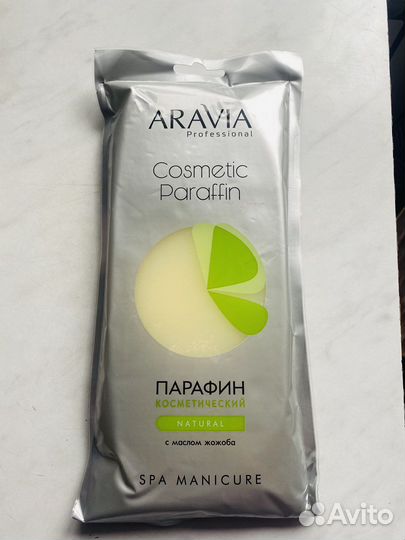 ARAVIA
Professional
Cosmetic
Paraffin
ПАРАФИН
КОСМЕТИЧЕСКИЙ
NATURAL
с маслом жожоба
SPA MANICURE
Avito